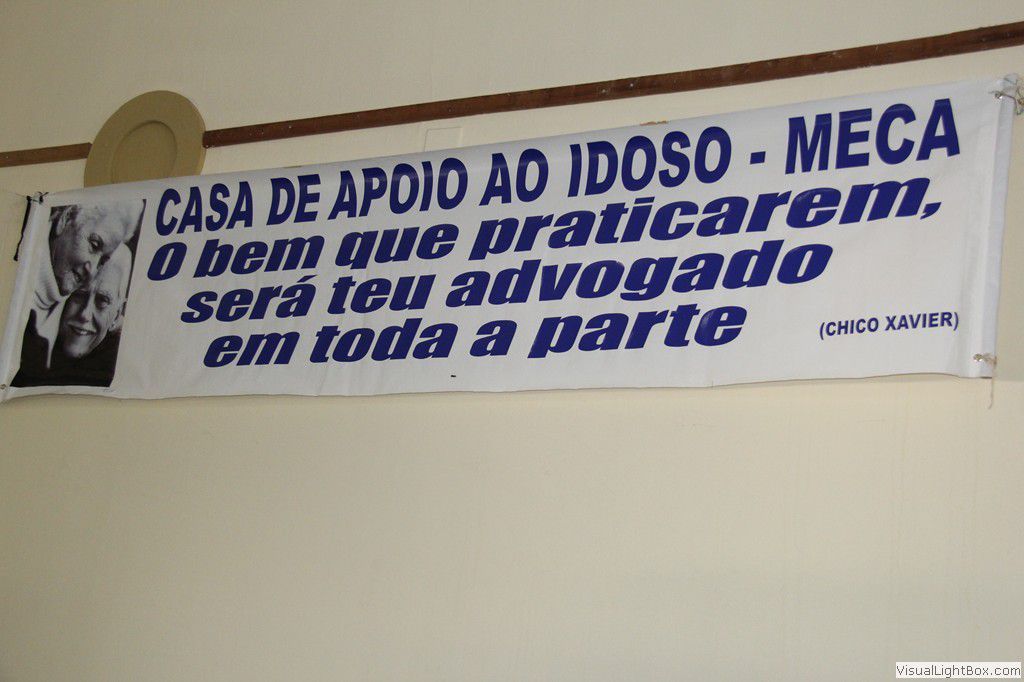 CASA DE APOIO AO IDOSO - MECA
O bem que praticarem,
será teu advogado
em toda a parte
(CHICO XAVIER)
VisualLightBox.com